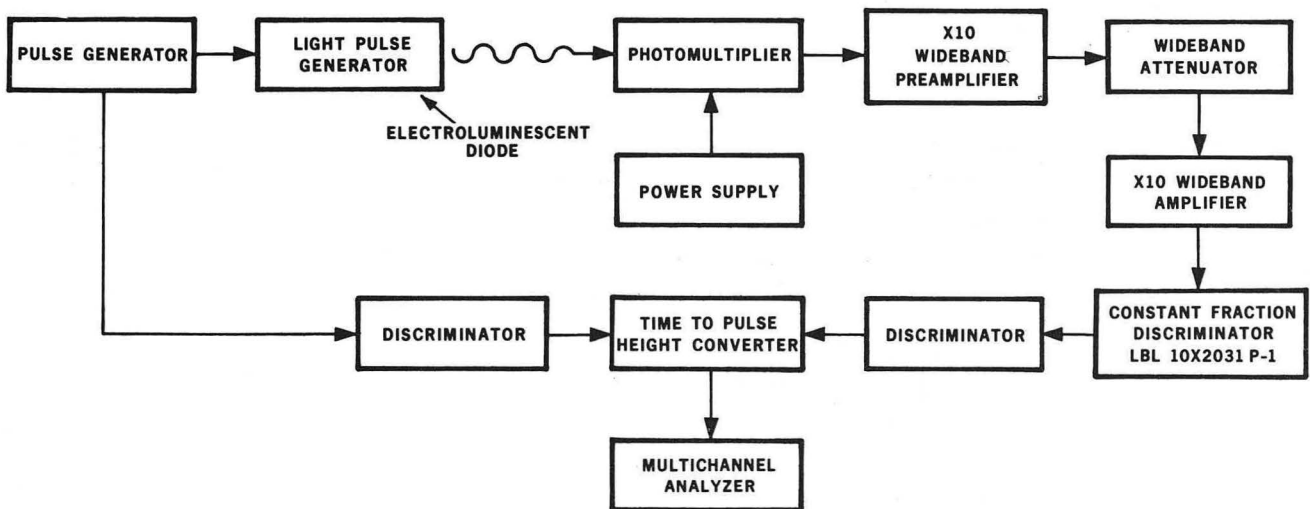 PULSE GENERATOR
LIGHT PULSE
GENERATOR
PHOTOMULTIPLIER
X10
WIDEBAND
PREAMPLIFIER
WIDEBAND
ATTENUATOR
ELECTROLUMINESCENT
DIODE
POWER SUPPLY
X10 WIDEBAND
AMPLIFIER
DISCRIMINATOR
TIME TO PULSE
HEIGHT CONVERTER
DISCRIMINATOR
CONSTANT FRACTION
DISCRIMINATOR
LBL 10X2031 P-1
MULTICHANNEL
ANALYZER